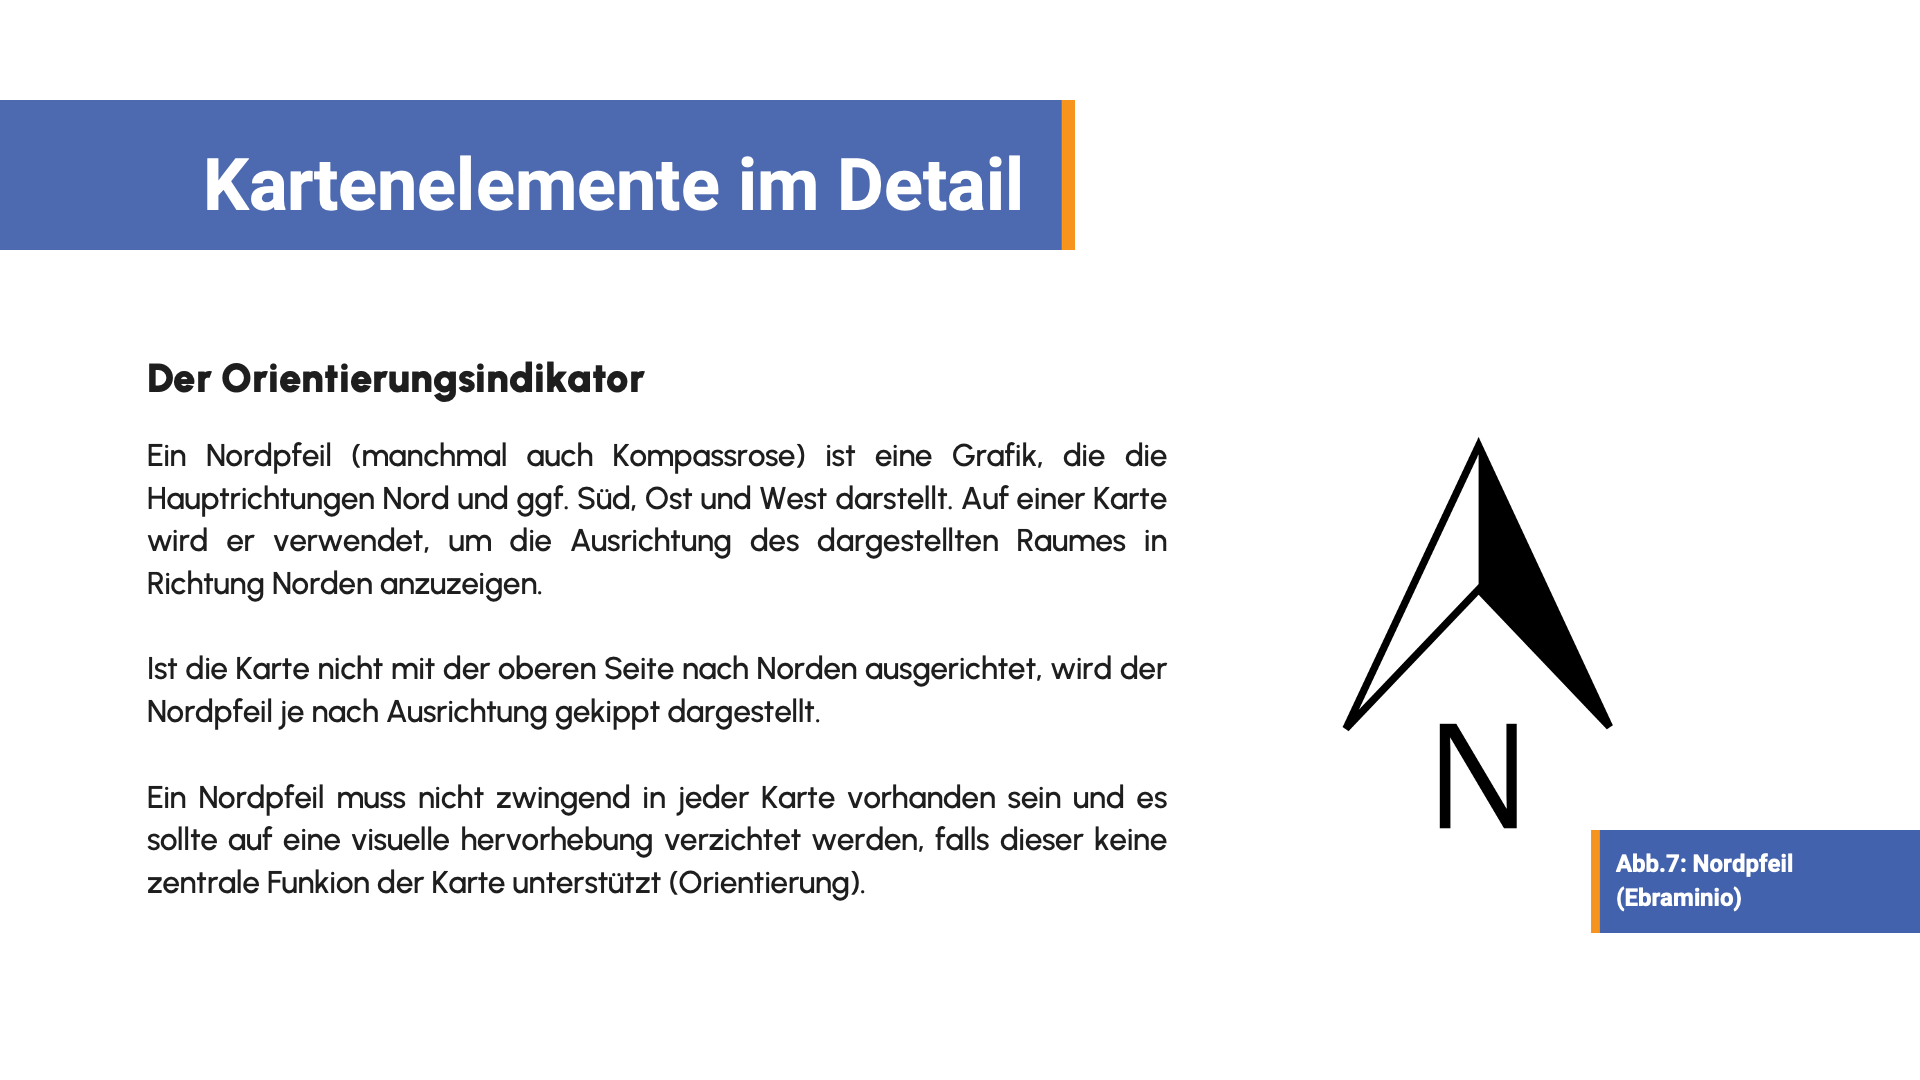 Kartenelemente im Detail
Der Orientierungsindikator
Ein Nordpfeil (manchmal auch Kompassrose) ist eine Grafik, die die
Hauptrichtungen Nord und ggf. Süd, Ost und West darstellt. Auf einer Karte
wird er verwendet, um die Ausrichtung des dargestellten Raumes in
Richtung Norden anzuzeigen.
Ist die Karte nicht mit der oberen Seite nach Norden ausgerichtet, wird der
Nordpfeil je nach Ausrichtung gekippt dargestellt.
Ein Nordpfeil muss nicht zwingend in jeder Karte vorhanden sein und es
sollte auf eine visuelle hervorhebung verzichtet werden, falls dieser keine
zentrale Funkion der Karte unterstützt (Orientierung).
N
Abb.7: Nordpfeil
(Ebraminio)